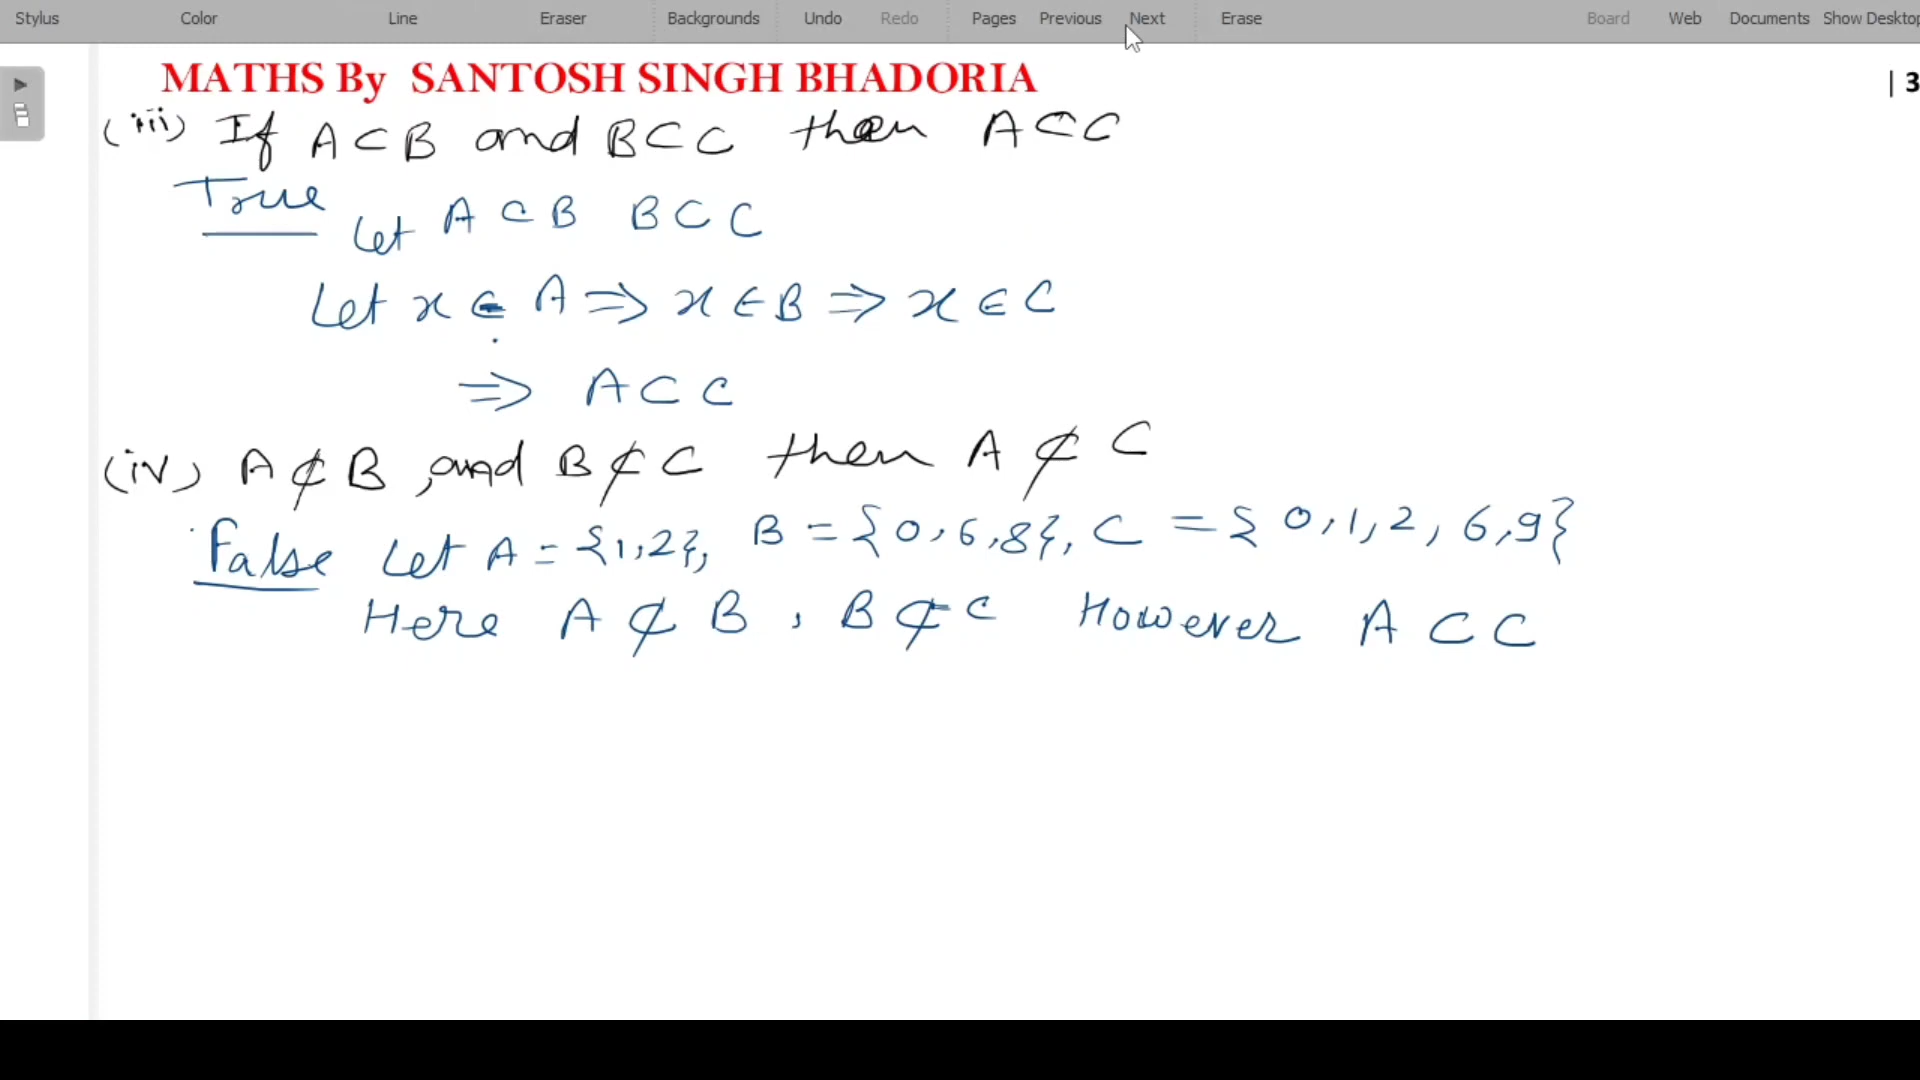 Stylus Color Line Eraser Backgrounds Undo Redo Pages Previous Next Erase Board Web Documents Show Desktop
MATHS By SANTOSH SINGH BHADORIA | 3
(iii) If A ⊂ B and B ⊂ C then A ⊂ C
True Let A ⊂ B B ⊂ C
Let x ∈ A ⇒ x ∈ B ⇒ x ∈ C
⇒ A ⊂ C
(iv) A ⊄ B, and B ⊄ C then A ⊄ C
False Let A = {1,2}, B = {0,6,8}, C = {0,1,2,6,9}
Here A ⊄ B, B ⊄ C However A ⊂ C